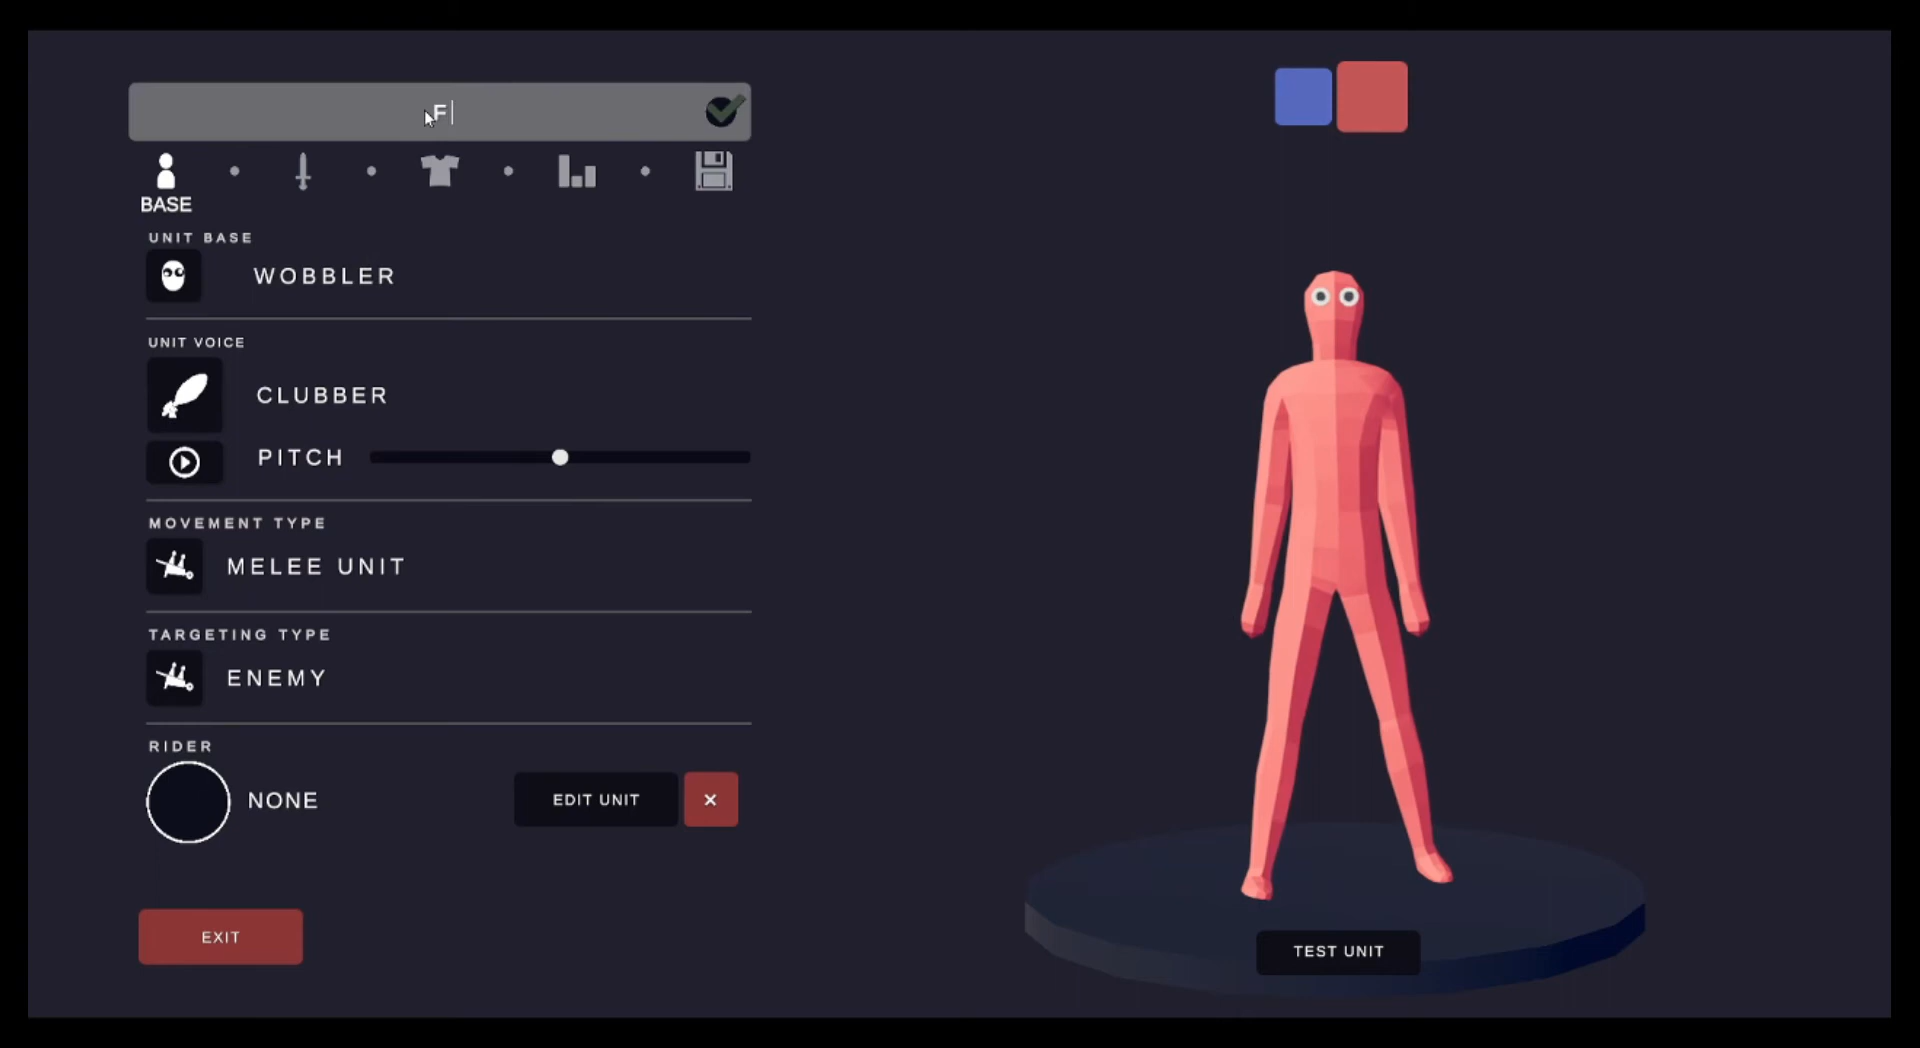 F
BASE
UNIT BASE
WOBBLER
UNIT VOICE
CLUBBER
PITCH
MOVEMENT TYPE
MELEE UNIT
TARGETING TYPE
ENEMY
RIDER
NONE
EDIT UNIT
×
EXIT
TEST UNIT